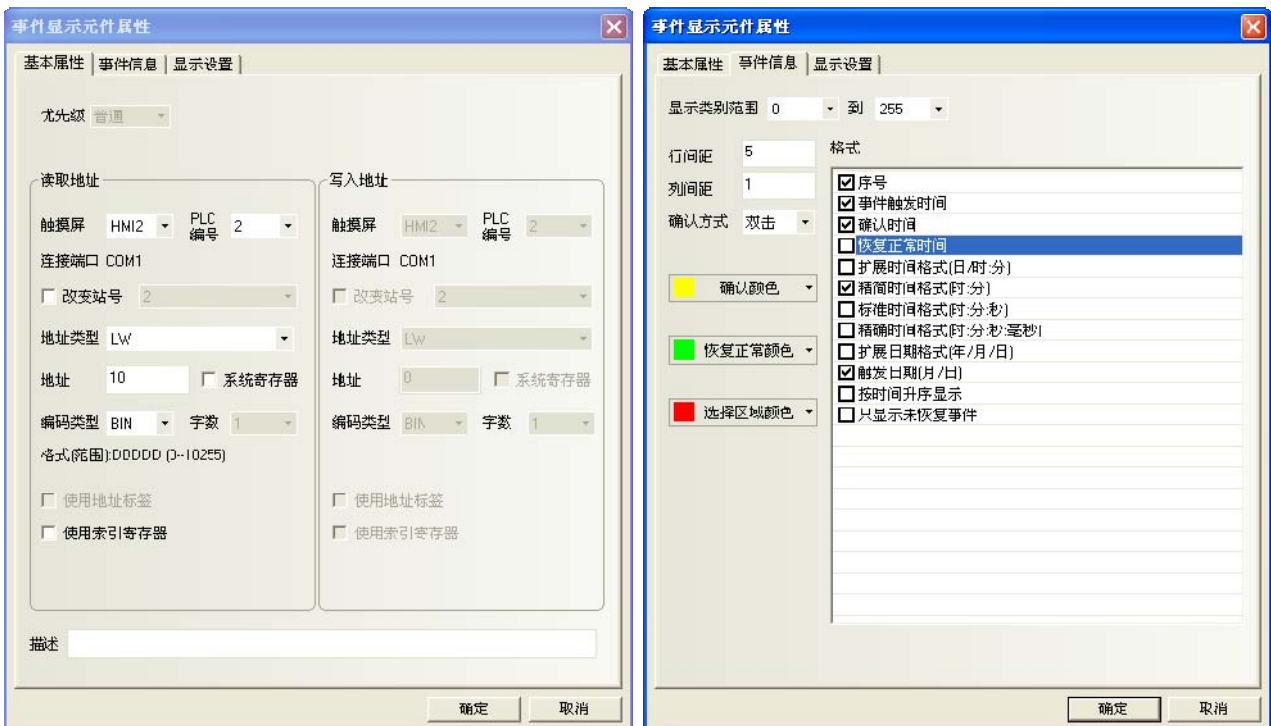 事件显示元件属性
基本属性 事件信息 显示设置
优先级 普通
读取地址
触摸屏 HMI2 PLC编号 2
连接端口 COM1
改变站号 2
地址类型 LW
地址 10 系统寄存器
编码类型 BIN 字数 1
格式(范围):DDDDD (0~10255)
使用地址标签
使用索引寄存器
写入地址
触摸屏 HMI2 PLC编号 2
连接端口 COM1
改变站号 2
地址类型 LW
地址 0 系统寄存器
编码类型 BIN 字数 1
使用地址标签
使用索引寄存器
描述
确定 取消
事件显示元件属性
基本属性 事件信息 显示设置
显示类别范围 0 到 255
行间距 5
列间距 1
确认方式 双击
确认颜色
恢复正常颜色
选择区域颜色
格式
序号
事件触发时间
确认时间
恢复正常时间
扩展时间格式(日/时:分)
精简时间格式(时:分)
标准时间格式(时:分:秒)
精确时间格式(时:分:秒:毫秒)
扩展日期格式(年/月/日)
触发日期(月/日)
按时间升序显示
只显示未恢复事件
确定 取消